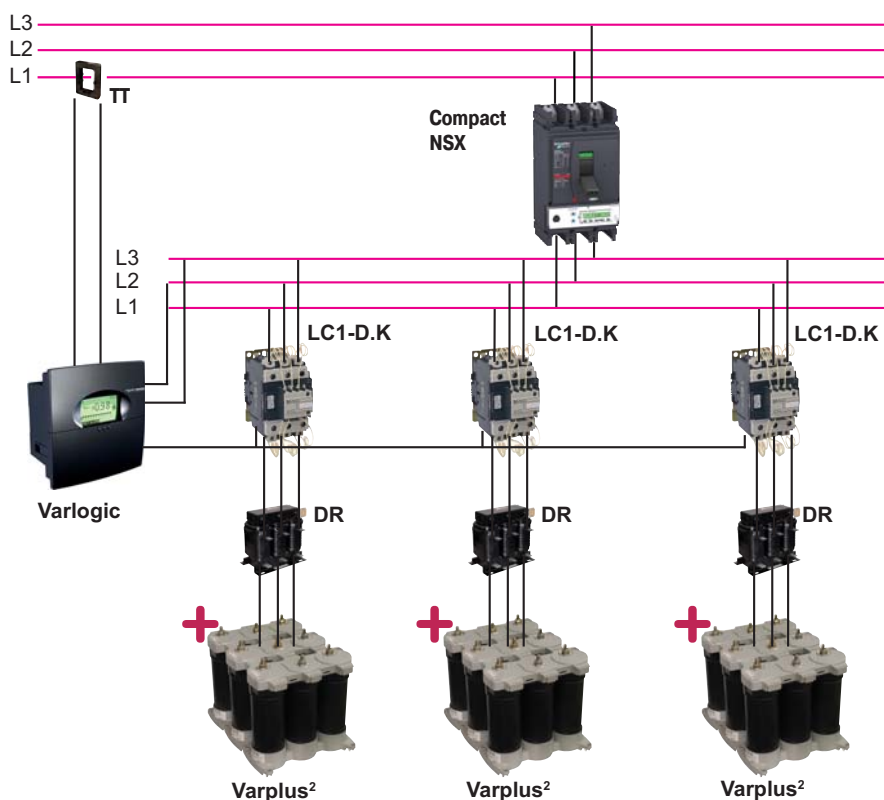 L3
L2
L1
TT
Compact
NSX
L3
L2
L1
LC1-D.K
LC1-D.K
LC1-D.K
Varlogic
DR
DR
DR
Varplus²
Varplus²
Varplus²